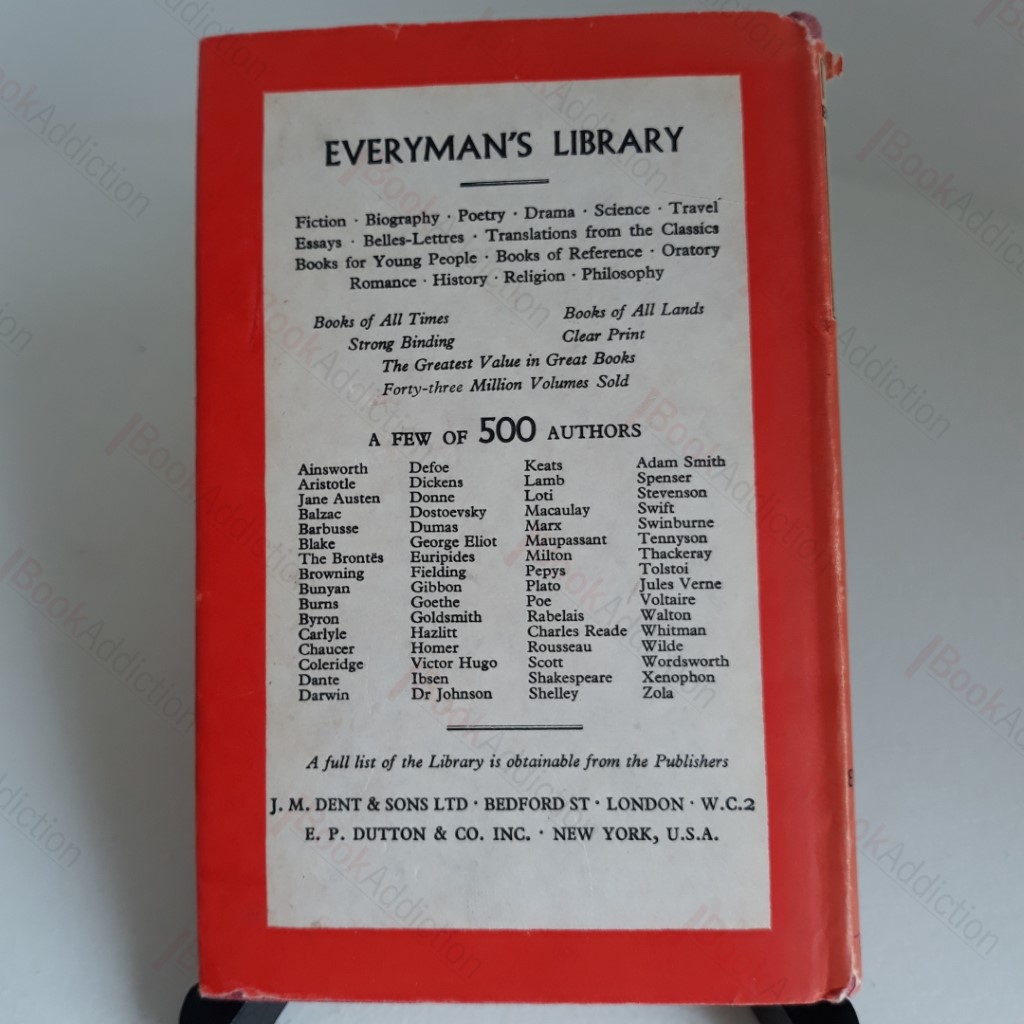 EVERYMAN'S LIBRARY
Fiction · Biography · Poetry · Drama · Science · Travel
Essays · Belles-Lettres · Translations from the Classics
Books for Young People · Books of Reference · Oratory
Romance · History · Religion · Philosophy
Books of All Times Books of All Lands
Strong Binding Clear Print
The Greatest Value in Great Books
Forty-three Million Volumes Sold
A FEW OF 500 AUTHORS
Ainsworth
Aristotle
Jane Austen
Balzac
Barbusse
Blake
The Brontës
Browning
Bunyan
Burns
Byron
Carlyle
Chaucer
Coleridge
Dante
Darwin
Defoe
Dickens
Donne
Dostoevsky
Dumas
George Eliot
Euripides
Fielding
Gibbon
Goethe
Goldsmith
Hazlitt
Homer
Victor Hugo
Ibsen
Dr Johnson
Keats
Lamb
Loti
Macaulay
Marx
Maupassant
Milton
Pepys
Plato
Poe
Rabelais
Charles Reade
Rousseau
Scott
Shakespeare
Shelley
Adam Smith
Spenser
Stevenson
Swift
Swinburne
Tennyson
Thackeray
Tolstoi
Jules Verne
Voltaire
Walton
Whitman
Wilde
Wordsworth
Xenophon
Zola
A full list of the Library is obtainable from the Publishers
J. M. DENT & SONS LTD · BEDFORD ST · LONDON · W.C.2
E. P. DUTTON & CO. INC. · NEW YORK, U.S.A.
BookAddiction